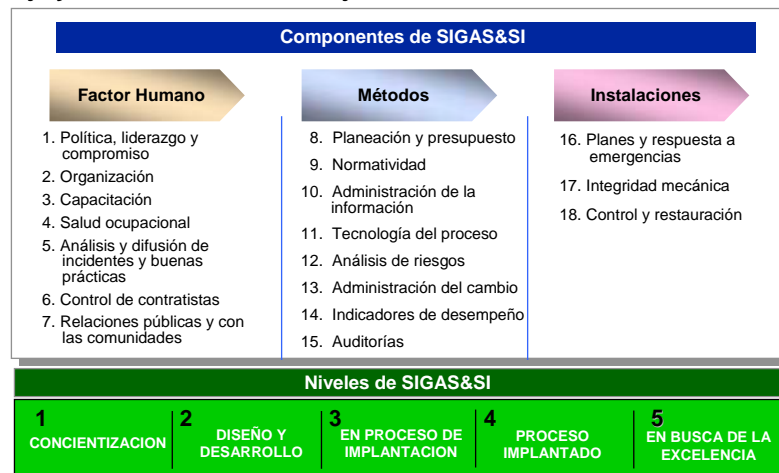 Componentes de SIGAS&SI
Factor Humano
1. Política, liderazgo y
compromiso
2. Organización
3. Capacitación
4. Salud ocupacional
5. Análisis y difusión de
incidentes y buenas
prácticas
6. Control de contratistas
7. Relaciones públicas y con
las comunidades
Métodos
8. Planeación y presupuesto
9. Normatividad
10. Administración de la
información
11. Tecnología del proceso
12. Análisis de riesgos
13. Administración del cambio
14. Indicadores de desempeño
15. Auditorías
Instalaciones
16. Planes y respuesta a
emergencias
17. Integridad mecánica
18. Control y restauración
Niveles de SIGAS&SI
1
CONCIENTIZACION
2
DISEÑO Y
DESARROLLO
3
EN PROCESO DE
IMPLANTACION
4
PROCESO
IMPLANTADO
5
EN BUSCA DE LA
EXCELENCIA